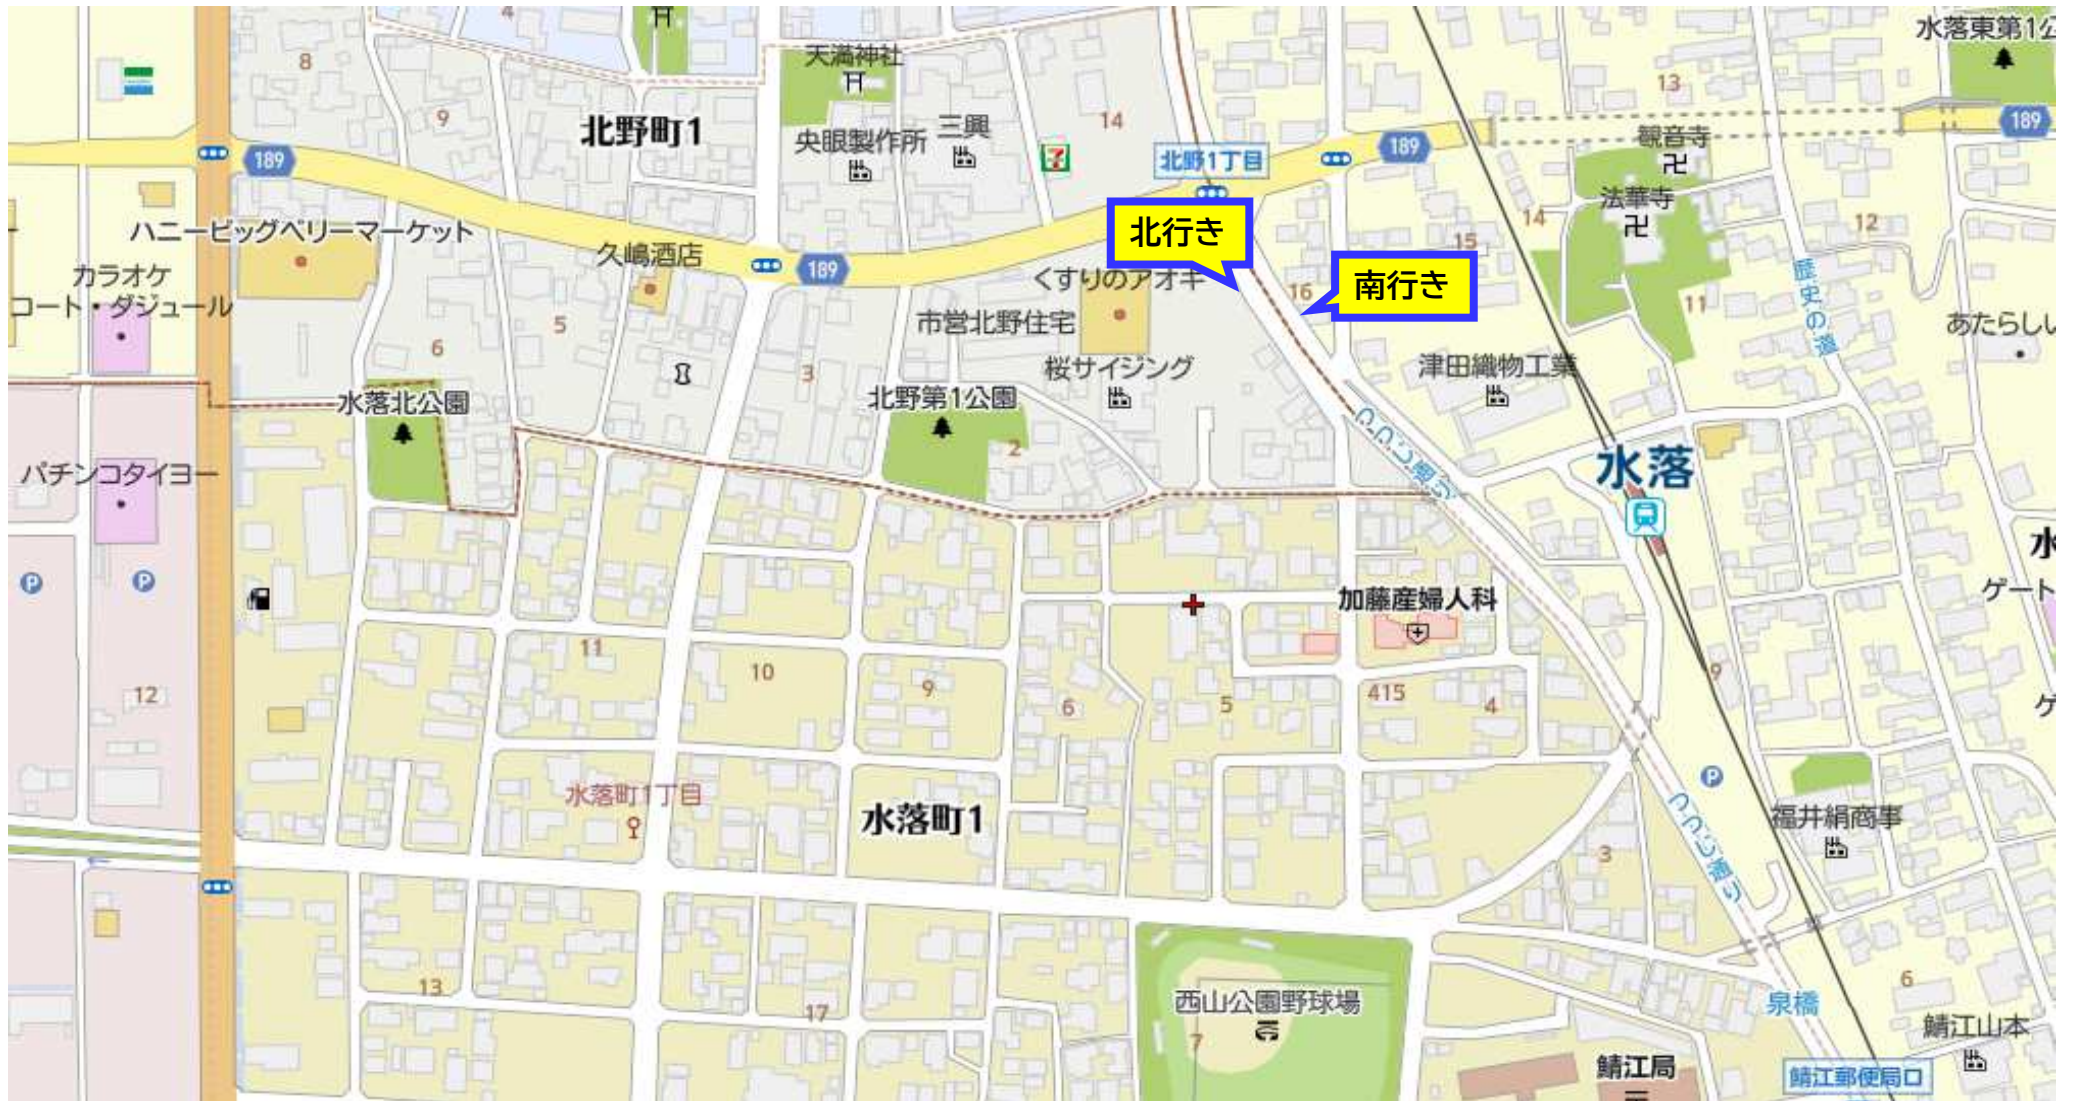 水落東第1公
4
8
天満神社
13
9
14
三興
189
北野町1
央眼製作所
観音寺
189
北野1丁目
189
法華寺
14
12
北行き
ハニービッグベリーマーケット
15
久嶋酒店
189
くすりのアオキ
16
南行き
歴史の道
カラオケ
コート・ダジュール
11
5
市営北野住宅
あたらしい
6
3
桜サイジング
津田織物工業
水落北公園
北野第1公園
つつじ通り
2
水落
パチンコタイヨー
水
P
P
ゲート
加藤産婦人科
11
10
9
12
9
6
5
415
4
ゲ
P
水落町1丁目
水落町1
つつじ通り
福井絹商事
3
13
17
西山公園野球場
7
6
泉橋
鯖江山本
鯖江局
鯖江郵便局口